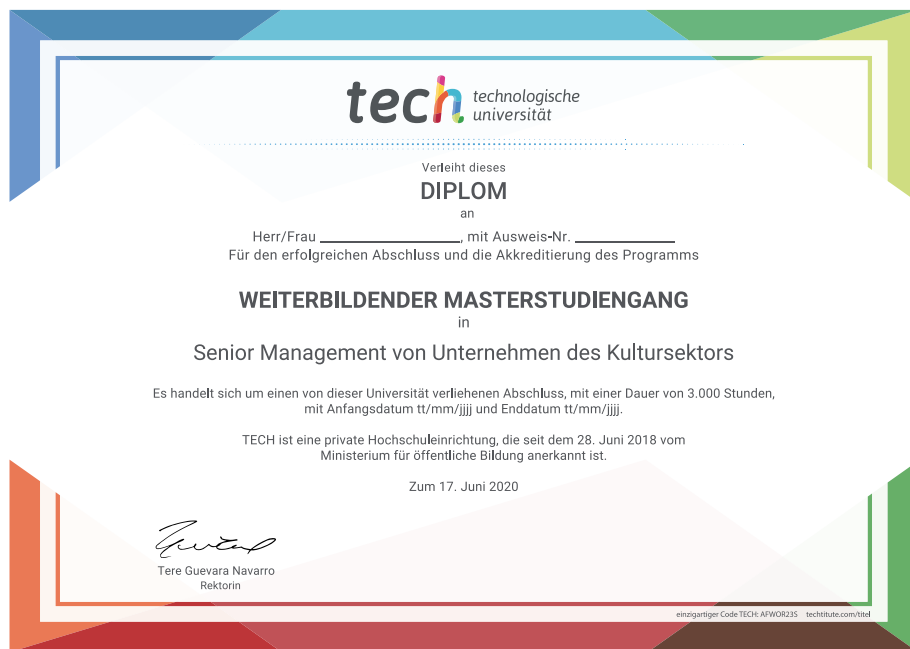 tech technologische
universität
Verleiht dieses
DIPLOM
an
Herr/Frau ____________________, mit Ausweis-Nr. ______________
Für den erfolgreichen Abschluss und die Akkreditierung des Programms
WEITERBILDENDER MASTERSTUDIENGANG
in
Senior Management von Unternehmen des Kultursektors
Es handelt sich um einen von dieser Universität verliehenen Abschluss, mit einer Dauer von 3.000 Stunden,
mit Anfangsdatum tt/mm/jjjj und Enddatum tt/mm/jjjj.
TECH ist eine private Hochschuleinrichtung, die seit dem 28. Juni 2018 vom
Ministerium für öffentliche Bildung anerkannt ist.
Zum 17. Juni 2020
Tere Guevara Navarro
Rektorin
einzigartiger Code TECH: AFWOR23S techtitute.com/titel